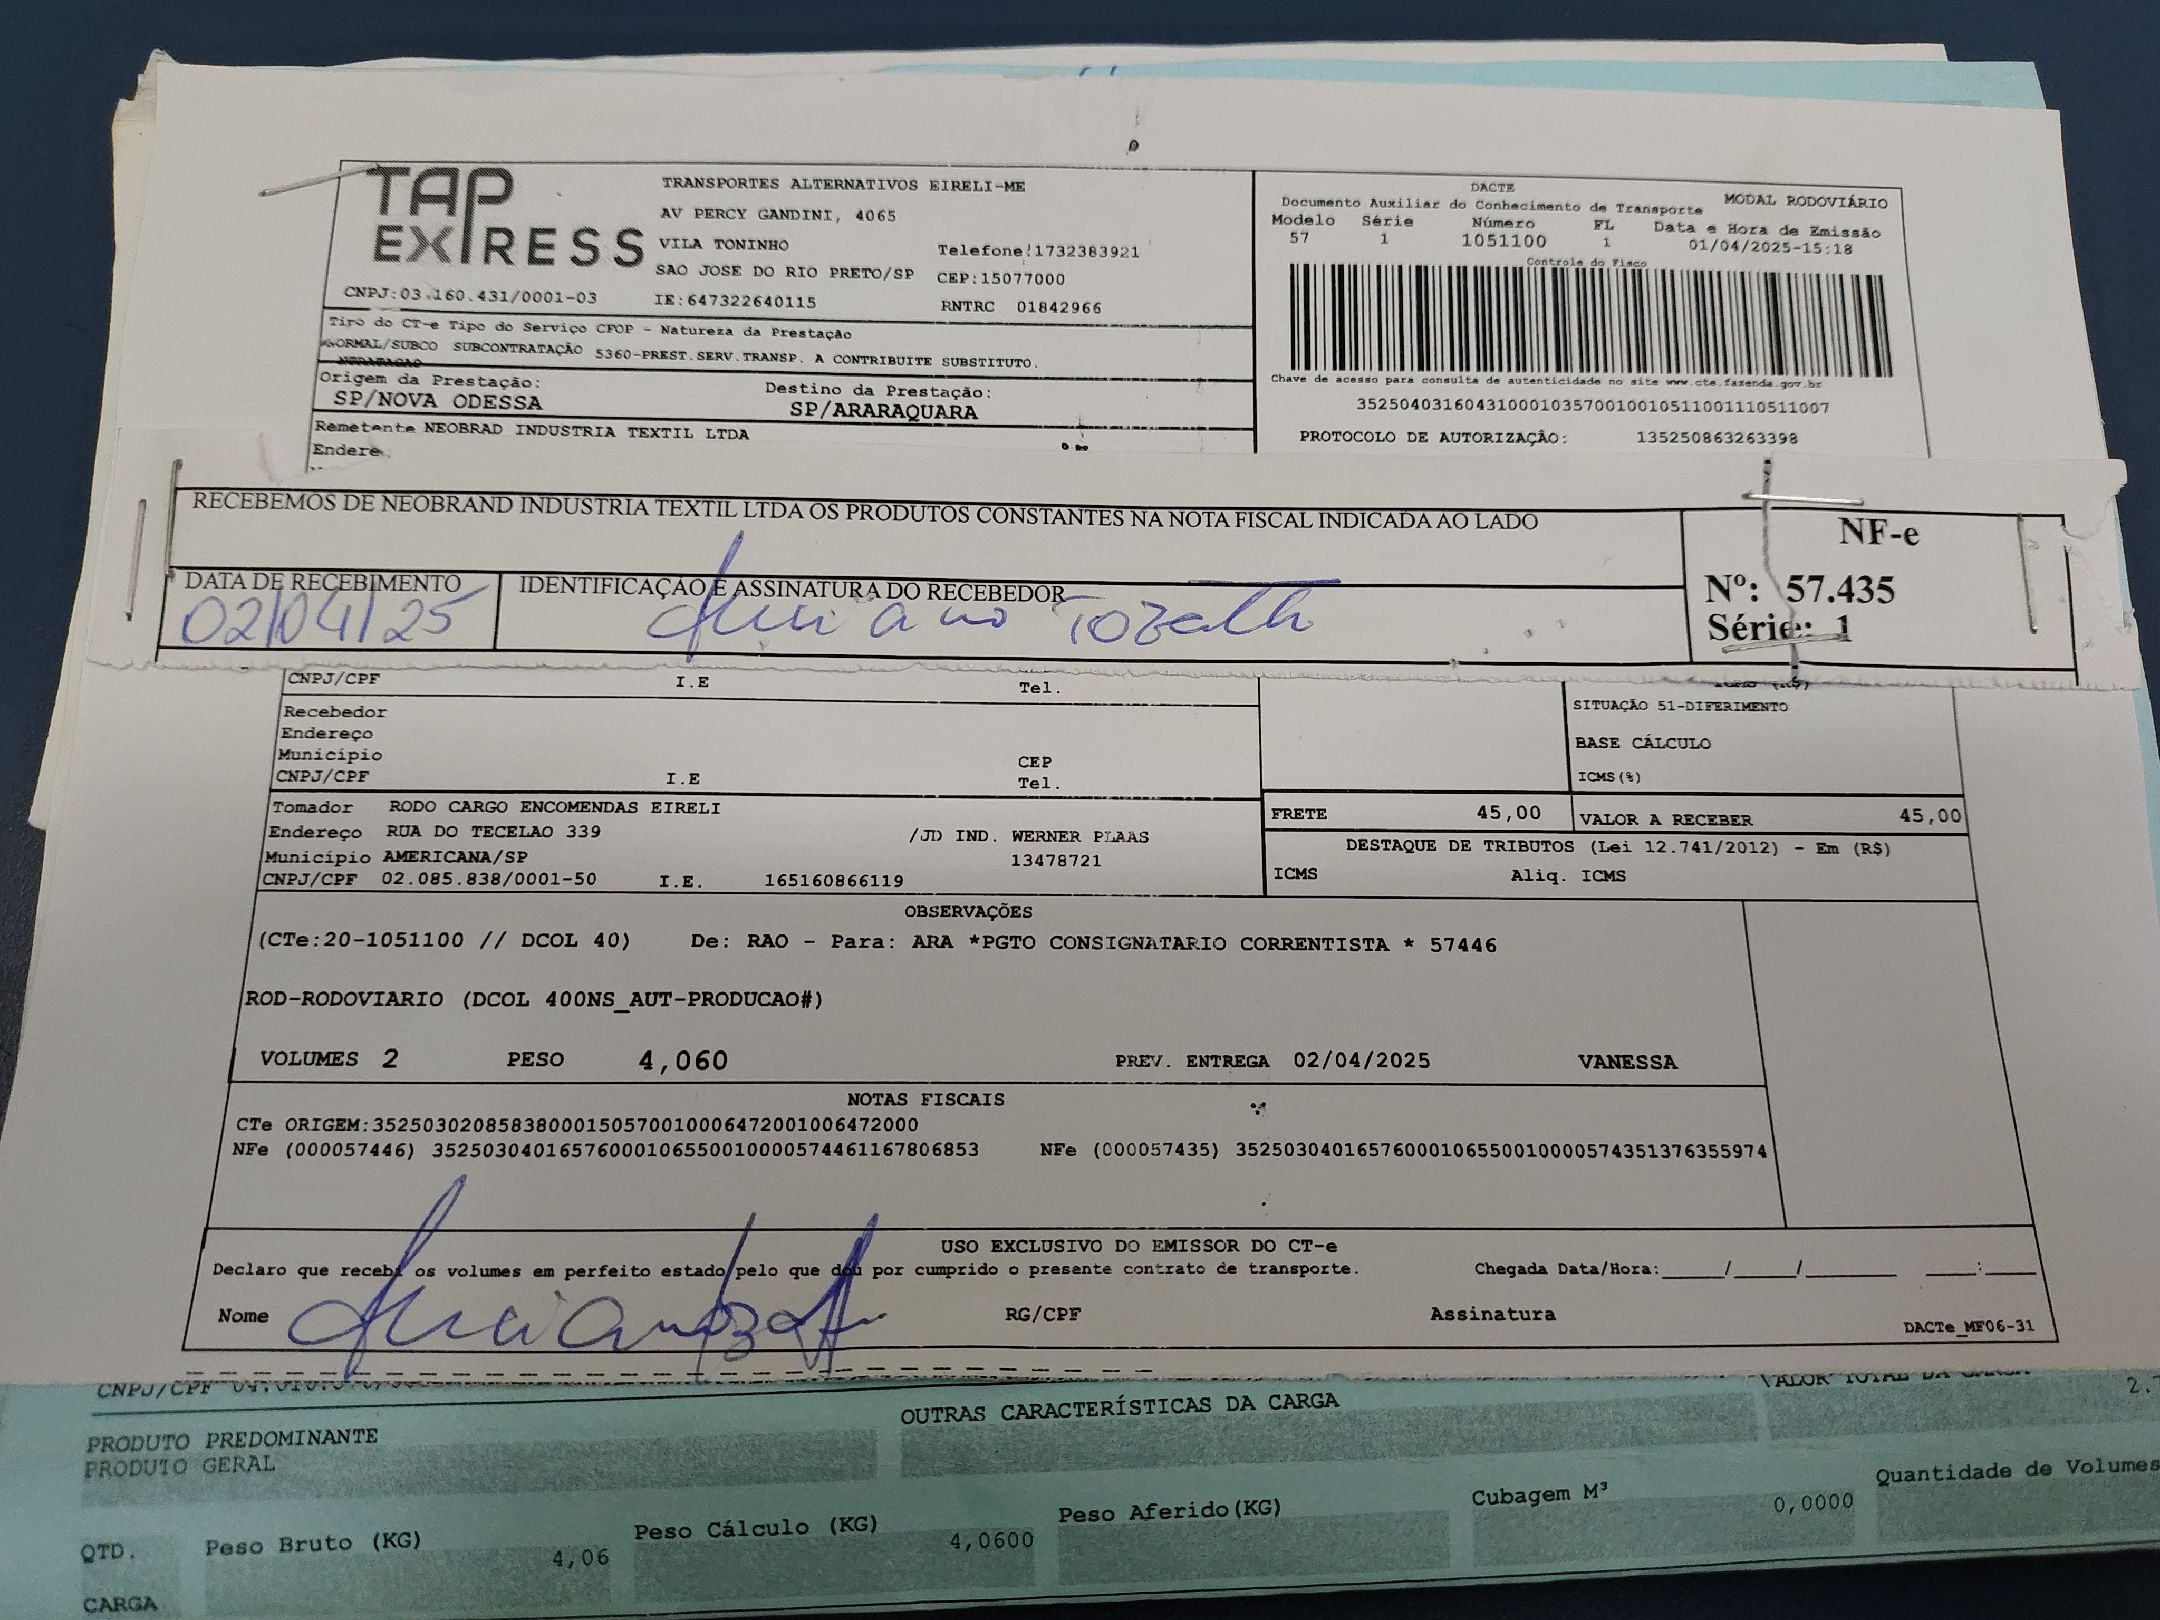 TAP EXPRESS
TRANSPORTES ALTERNATIVOS EIRELI-ME
AV PERCY GANDINI, 4065
VILA TONINHO Telefone:1732383921
SAO JOSE DO RIO PRETO/SP CEP:15077000
CNPJ:03.160.431/0001-03 IE:647322640115 RNTRC 01842966
DACTE
Documento Auxiliar do Conhecimento de Transporte MODAL RODOVIÁRIO
Modelo Série Número FL Data e Hora de Emissão
57 1 1051100 1 01/04/2025-15:18
Controle do Fisco
Chave de acesso para consulta de autenticidade no site www.cte.fazenda.gov.br
35250403160431000103570010010511001110511007
PROTOCOLO DE AUTORIZAÇÃO: 135250863263398
Tipo do CT-e Tipo do Serviço CFOP - Natureza da Prestação
NORMAL/SUBCO SUBCONTRATAÇÃO 5360-PREST.SERV.TRANSP. A CONTRIBUITE SUBSTITUTO.
Origem da Prestação: Destino da Prestação:
SP/NOVA ODESSA SP/ARARAQUARA
Remetente NEOBRAD INDUSTRIA TEXTIL LTDA
Endere
RECEBEMOS DE NEOBRAND INDUSTRIA TEXTIL LTDA OS PRODUTOS CONSTANTES NA NOTA FISCAL INDICADA AO LADO
NF-e
Nº: 57.435
Série: 1
DATA DE RECEBIMENTO IDENTIFICAÇÃO E ASSINATURA DO RECEBEDOR
02/04/25
CNPJ/CPF I.E Tel.
Recebedor
Endereço
Município CEP
CNPJ/CPF I.E Tel.
SITUAÇÃO 51-DIFERIMENTO
BASE CÁLCULO
ICMS(%)
Tomador RODO CARGO ENCOMENDAS EIRELI
Endereço RUA DO TECELAO 339 /JD IND. WERNER PLAAS
Município AMERICANA/SP 13478721
CNPJ/CPF 02.085.838/0001-50 I.E. 165160866119
FRETE 45,00 VALOR A RECEBER 45,00
DESTAQUE DE TRIBUTOS (Lei 12.741/2012) - Em (R$)
ICMS Aliq. ICMS
OBSERVAÇÕES
(CTe:20-1051100 // DCOL 40) De: RAO - Para: ARA *PGTO CONSIGNATARIO CORRENTISTA * 57446
ROD-RODOVIARIO (DCOL 400NS_AUT-PRODUCAO#)
VOLUMES 2 PESO 4,060 PREV. ENTREGA 02/04/2025 VANESSA
NOTAS FISCAIS
CTe ORIGEM:35250302085838000150570010006472001006472000
NFe (000057446) 35250304016576000106550010000574461167806853 NFe (000057435) 35250304016576000106550010000574351376355974
USO EXCLUSIVO DO EMISSOR DO CT-e
Declaro que recebi os volumes em perfeito estado pelo que dou por cumprido o presente contrato de transporte. Chegada Data/Hora:____/____/______ ____:____
Nome RG/CPF Assinatura
DACTe_MF06-31
CNPJ/CPF
OUTRAS CARACTERÍSTICAS DA CARGA
VALOR TOTAL DA CARGA
PRODUTO PREDOMINANTE
PRODUTO GERAL
QTD. Peso Bruto (KG) Peso Cálculo (KG) Peso Aferido(KG) Cubagem M³ Quantidade de Volumes
4,06 4,0600 0,0000
CARGA